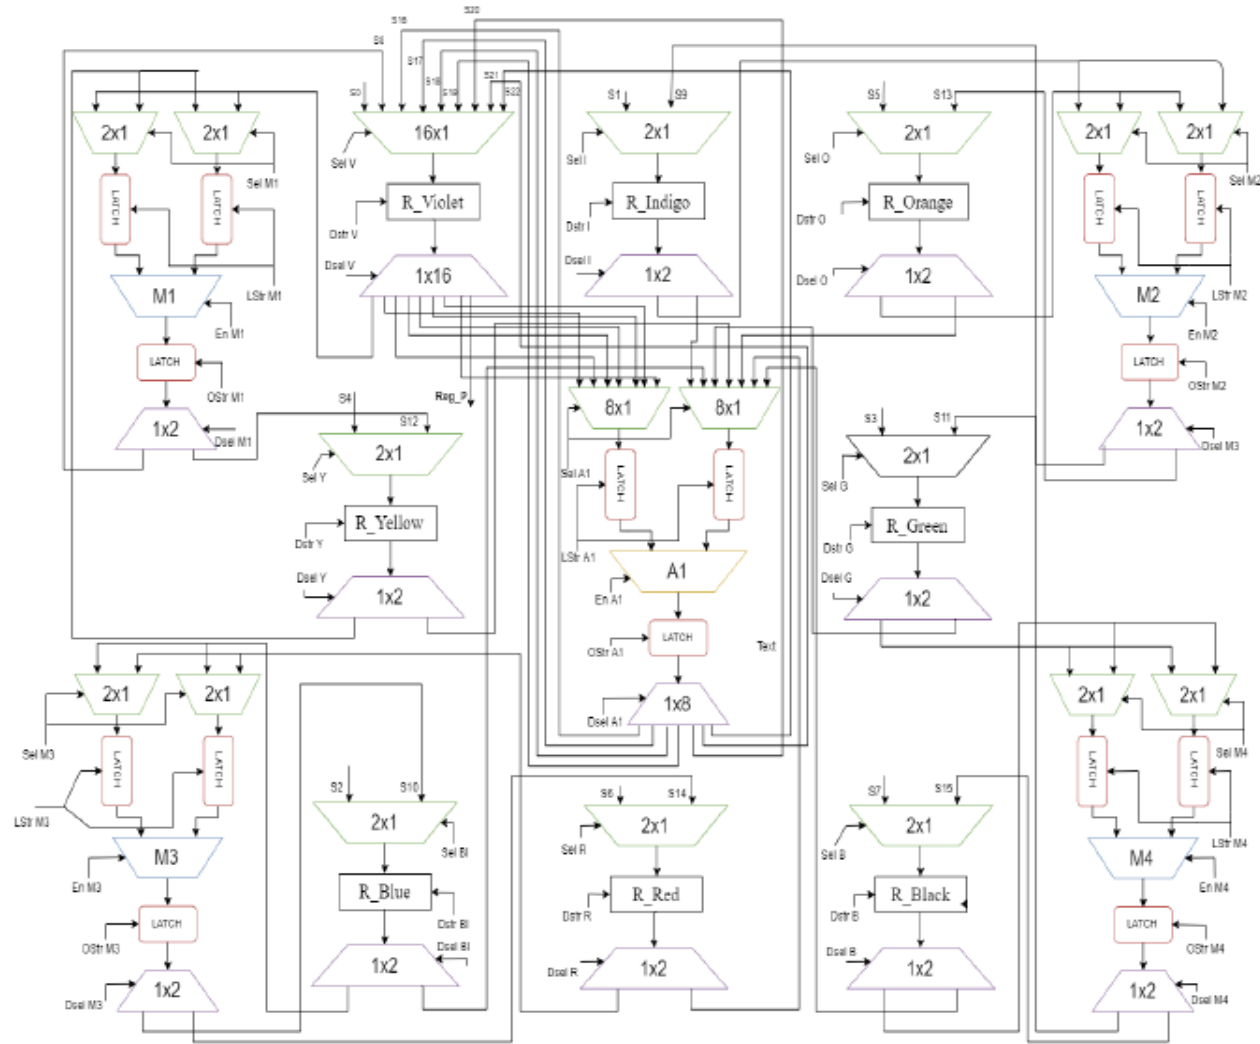 S20
S16
S8
S17
S18
S19
S21
S22
S0
S1
S9
S5
S13
2x1
2x1
16x1
2x1
2x1
2x1
2x1
Sel M1
Sel V
Sel I
Sel O
Sel M2
LATCH
LATCH
R_Violet
R_Indigo
R_Orange
LATCH
LATCH
Dstr V
Dstr I
Dstr O
Dsel V
Dsel I
Dsel O
1x16
1x2
1x2
M1
LStr M1
M2
LStr M2
En M1
En M2
LATCH
LATCH
OStr M1
OStr M2
S4
S12
Reg_P
8x1
8x1
S3
S11
1x2
Dsel M1
1x2
Dsel M3
2x1
2x1
Sel Y
Sel A1
LATCH
LATCH
Sel G
R_Yellow
R_Green
Dstr Y
LStr A1
Dstr G
Dsel Y
A1
Dsel G
1x2
En A1
1x2
OStr A1
LATCH
Text
2x1
2x1
1x8
2x1
2x1
Dsel A1
Sel M3
LATCH
LATCH
LATCH
LATCH
Sel M4
S2
S10
S6
S14
S7
S15
LStr M3
2x1
2x1
2x1
Sel Bl
Sel R
Sel B
LStr M4
M3
M4
En M3
R_Blue
R_Red
R_Black
En M4
Dstr Bl
Dstr R
Dstr B
LATCH
LATCH
OStr M3
Dsel Bl
OStr M4
1x2
1x2
1x2
Dsel R
Dsel B
1x2
1x2
Dsel M3
Dsel M4